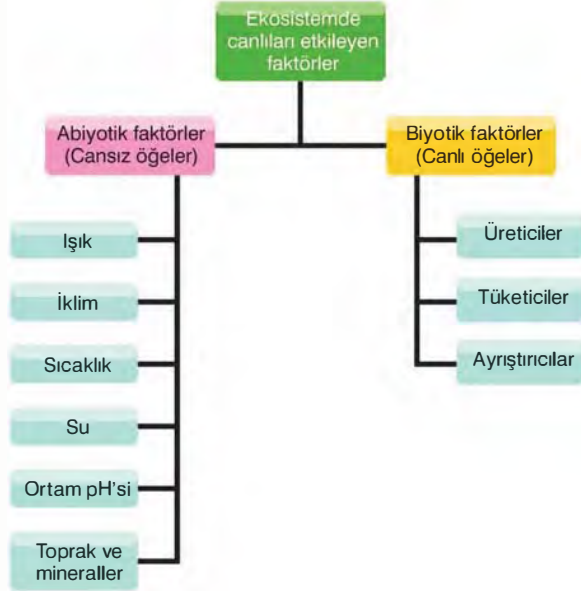 Ekosistemde
canlıları etkileyen
faktörler
Abiyotik faktörler
(Cansız öğeler)
Biyotik faktörler
(Canlı öğeler)
Işık
İklim
Sıcaklık
Su
Ortam pH'si
Toprak ve
mineraller
Üreticiler
Tüketiciler
Ayrıştırıcılar